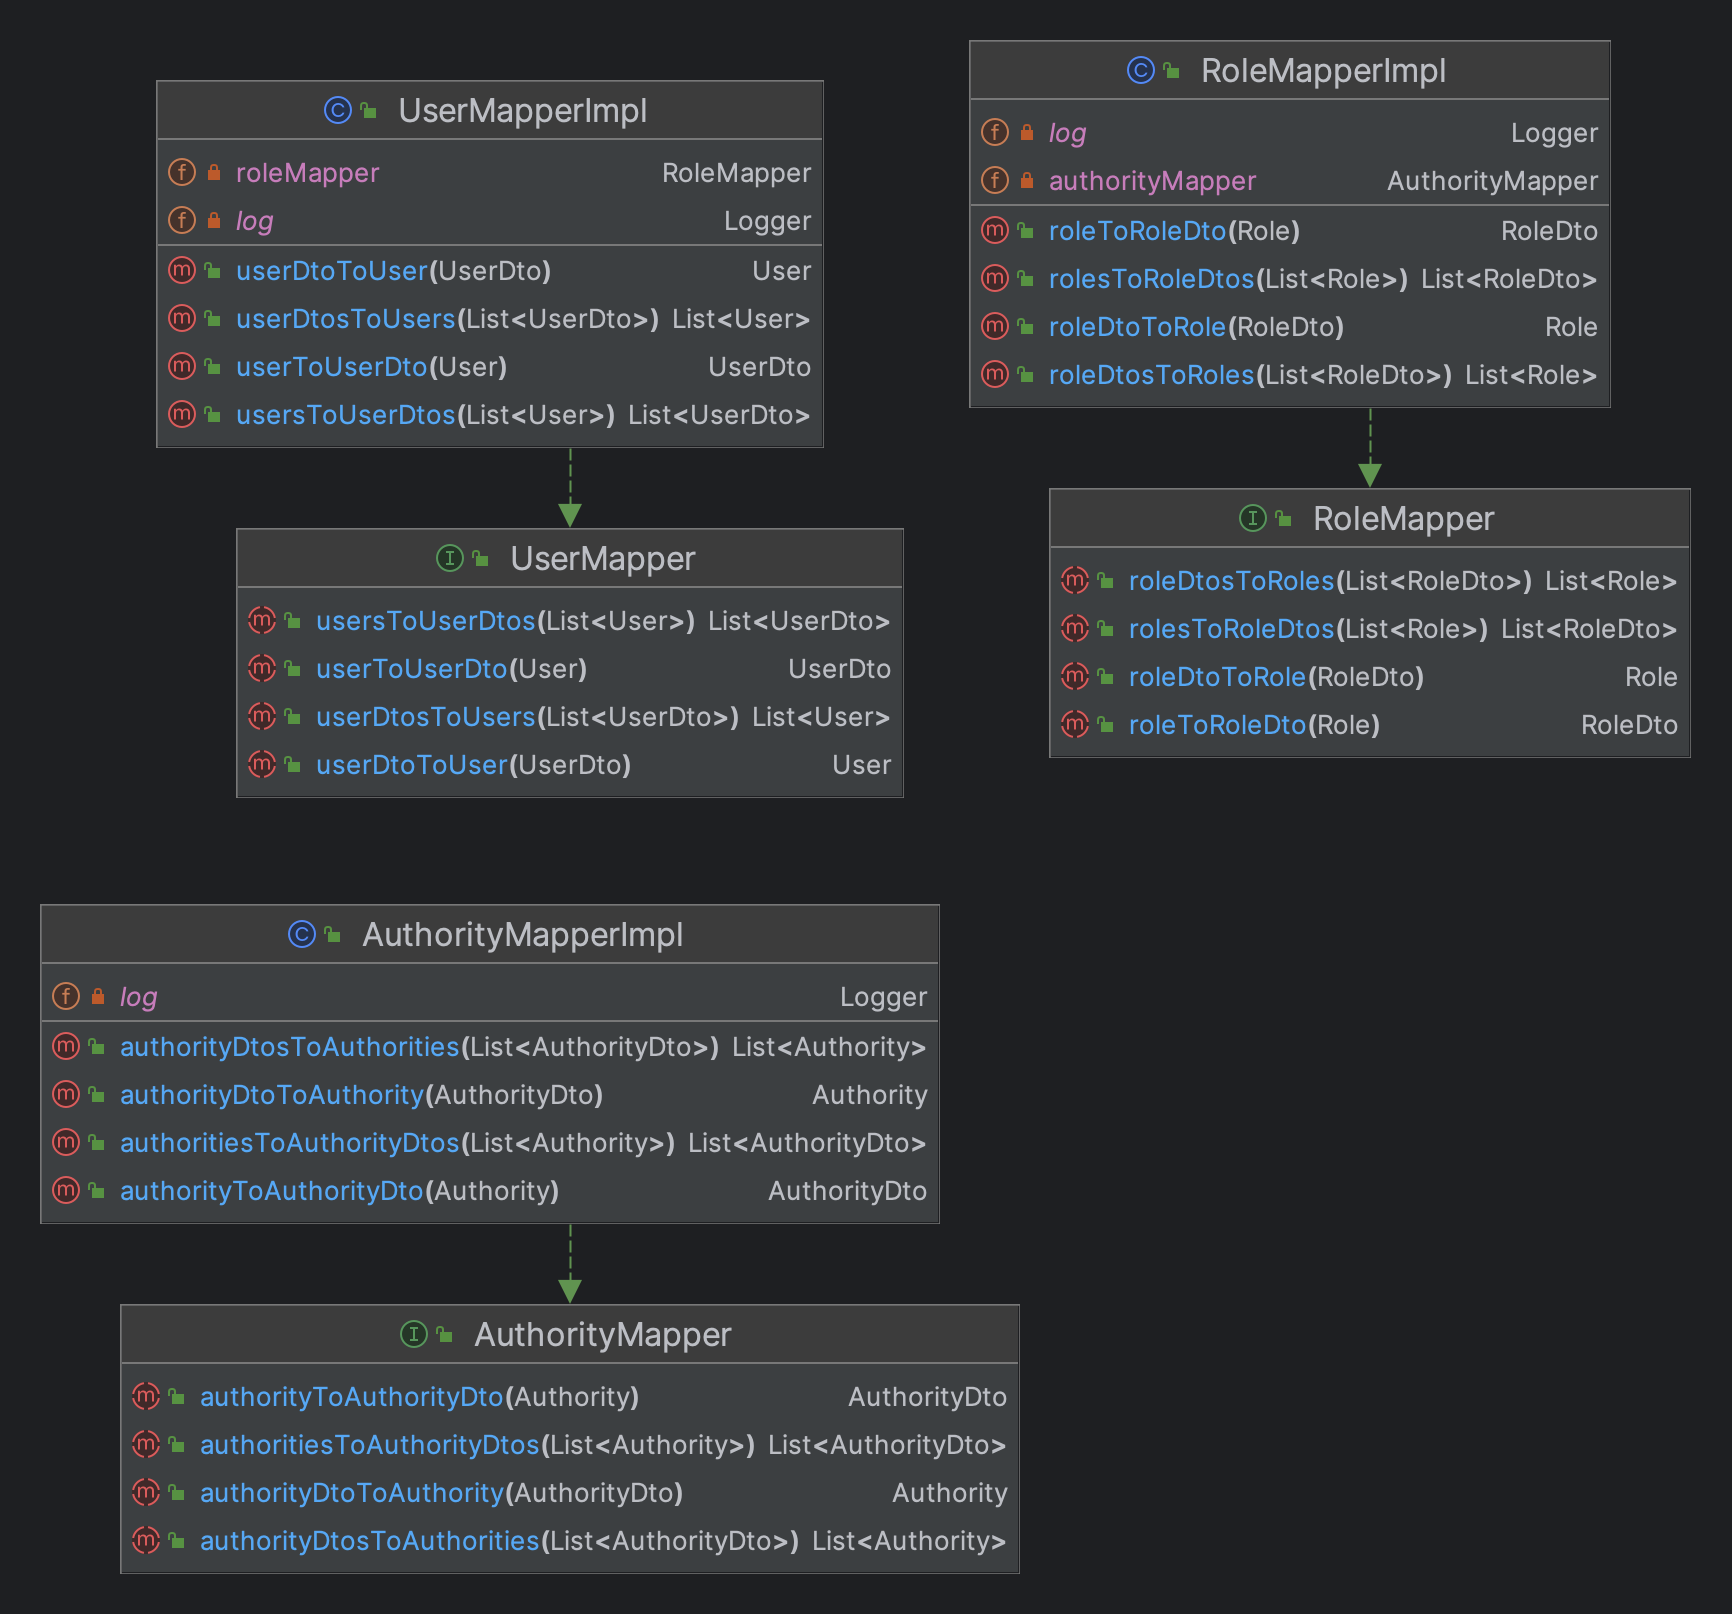 UserMapperImpl
roleMapper RoleMapper
log Logger
userDtoToUser(UserDto) User
userDtosToUsers(List<UserDto>) List<User>
userToUserDto(User) UserDto
usersToUserDtos(List<User>) List<UserDto>
RoleMapperImpl
log Logger
authorityMapper AuthorityMapper
roleToRoleDto(Role) RoleDto
rolesToRoleDtos(List<Role>) List<RoleDto>
roleDtoToRole(RoleDto) Role
roleDtosToRoles(List<RoleDto>) List<Role>
UserMapper
usersToUserDtos(List<User>) List<UserDto>
userToUserDto(User) UserDto
userDtosToUsers(List<UserDto>) List<User>
userDtoToUser(UserDto) User
RoleMapper
roleDtosToRoles(List<RoleDto>) List<Role>
rolesToRoleDtos(List<Role>) List<RoleDto>
roleDtoToRole(RoleDto) Role
roleToRoleDto(Role) RoleDto
AuthorityMapperImpl
log Logger
authorityDtosToAuthorities(List<AuthorityDto>) List<Authority>
authorityDtoToAuthority(AuthorityDto) Authority
authoritiesToAuthorityDtos(List<Authority>) List<AuthorityDto>
authorityToAuthorityDto(Authority) AuthorityDto
AuthorityMapper
authorityToAuthorityDto(Authority) AuthorityDto
authoritiesToAuthorityDtos(List<Authority>) List<AuthorityDto>
authorityDtoToAuthority(AuthorityDto) Authority
authorityDtosToAuthorities(List<AuthorityDto>) List<Authority>